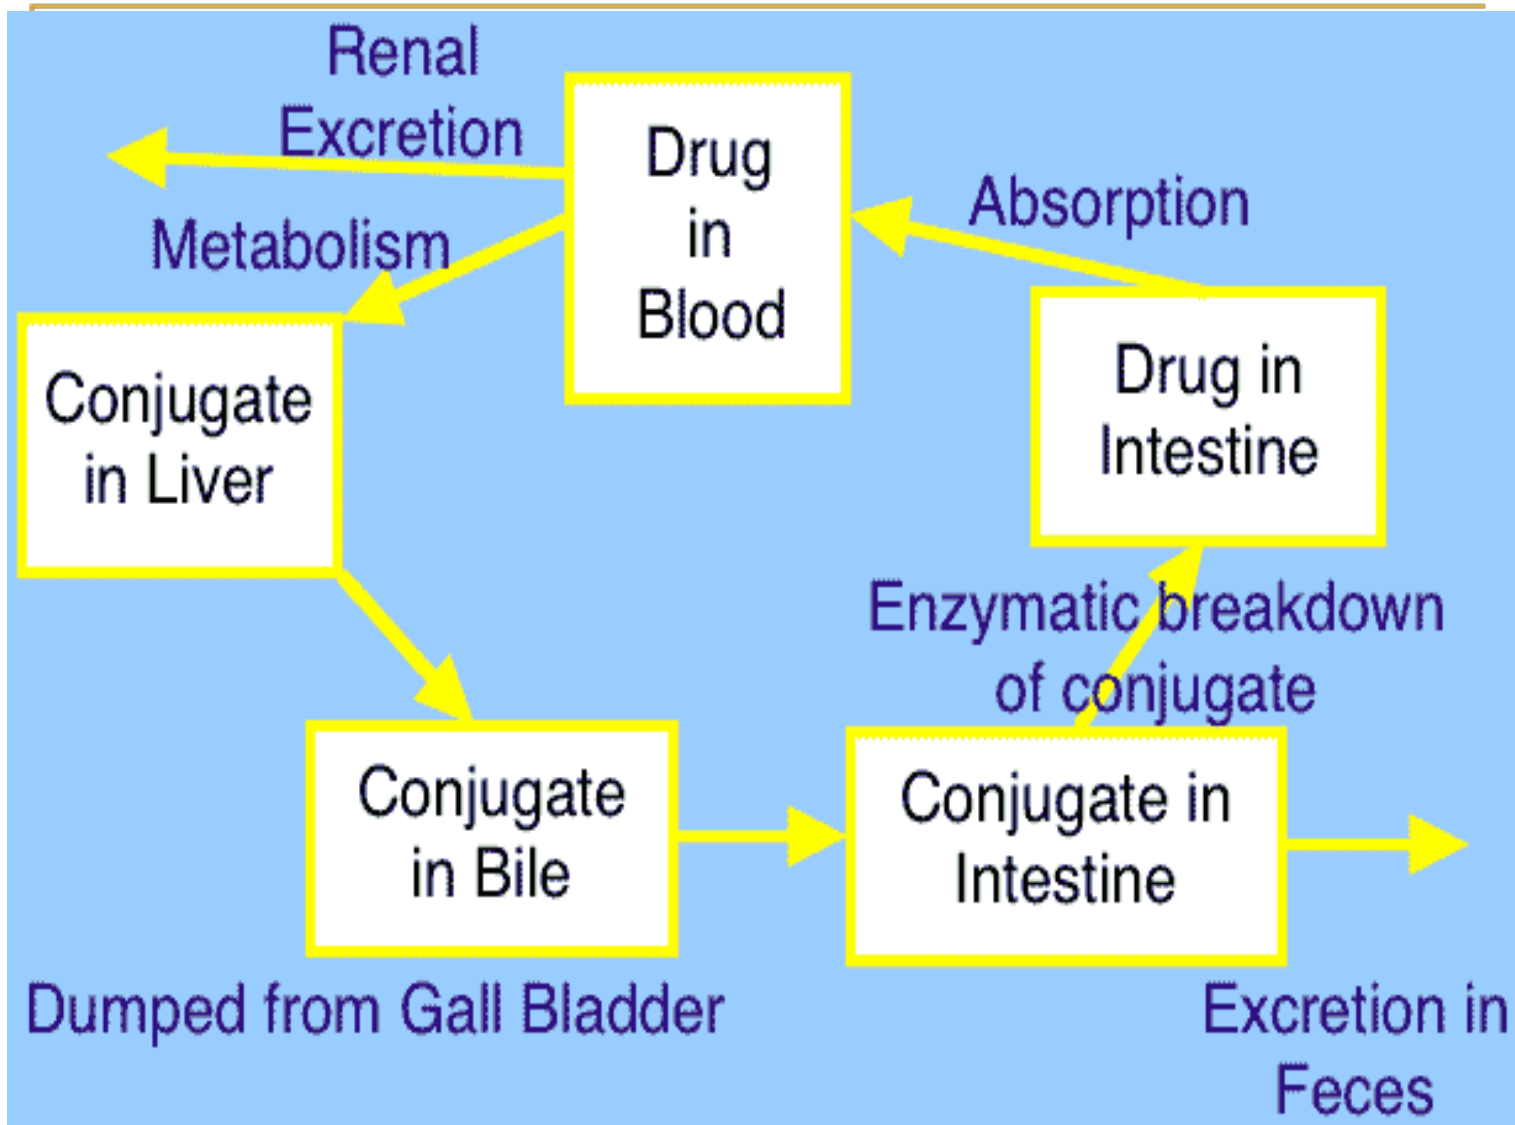 Renal
Excretion
Drug
in
Blood
Absorption
Metabolism
Conjugate
in Liver
Drug in
Intestine
Enzymatic breakdown
of conjugate
Conjugate
in Bile
Conjugate in
Intestine
Dumped from Gall Bladder
Excretion in
Feces